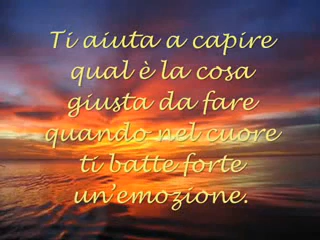 Ti aiuta a capire
qual è la cosa
giusta da fare
quando nel cuore
ti batte forte
un'emozione.